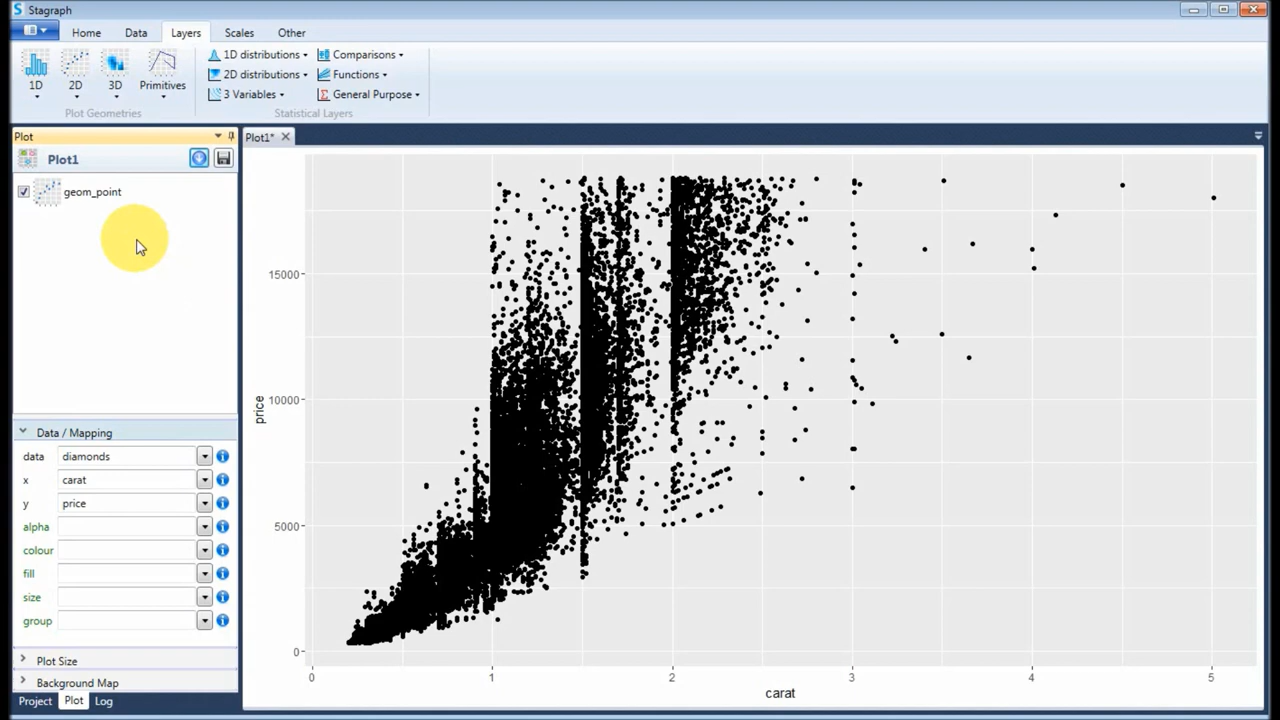 Stagraph
Home Data Layers Scales Other
1D 2D 3D Primitives
1D distributions Comparisons
2D distributions Functions
3 Variables Σ General Purpose
Plot Geometries Statistical Layers
Plot
Plot1
geom_point
Data / Mapping
data diamonds
x carat
y price
alpha
colour
fill
size
group
Plot Size
Background Map
Project Plot Log
Plot1*
price
15000
10000
5000
0
0 1 2 3 4 5
carat